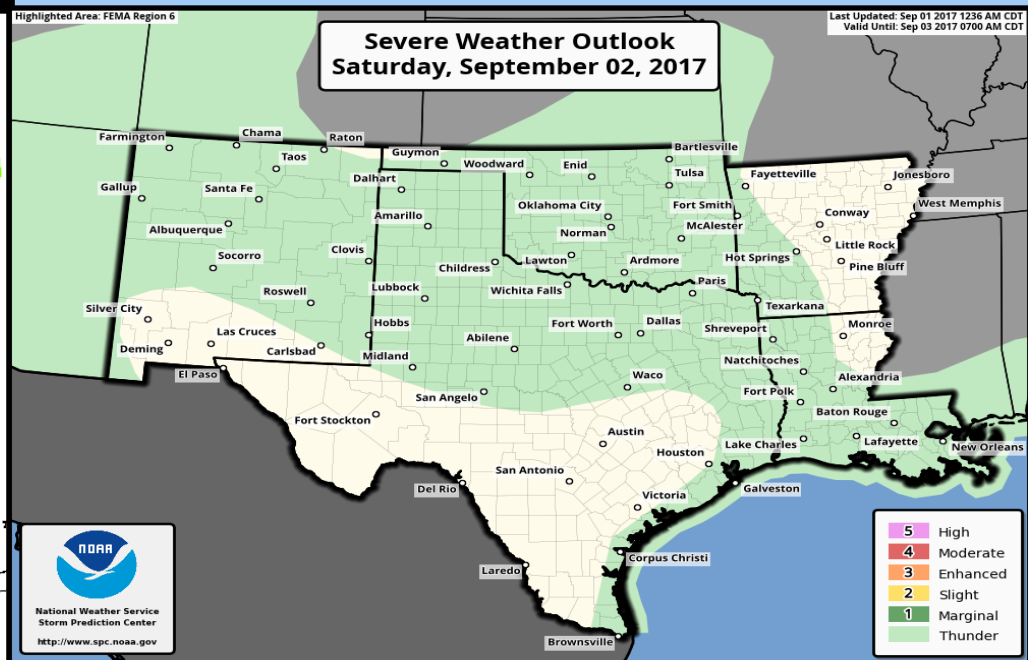 Highlighted Area: FEMA Region 6
Last Updated: Sep 01 2017 1236 AM CDT
Valid Until: Sep 03 2017 0700 AM CDT
Severe Weather Outlook
Saturday, September 02, 2017
Farmington
Chama
Raton
Taos
Guymon
Woodward
Enid
Bartlesville
Tulsa
Fayetteville
Jonesboro
Gallup
Santa Fe
Dalhart
Albuquerque
Amarillo
Oklahoma City
Norman
Fort Smith
McAlester
Conway
West Memphis
Socorro
Clovis
Childress
Lawton
Ardmore
Hot Springs
Little Rock
Pine Bluff
Roswell
Lubbock
Wichita Falls
Paris
Texarkana
Silver City
Las Cruces
Hobbs
Abilene
Fort Worth
Dallas
Shreveport
Monroe
Deming
Carlsbad
Midland
El Paso
San Angelo
Waco
Natchitoches
Fort Polk
Alexandria
Fort Stockton
Austin
Baton Rouge
Houston
Lake Charles
Lafayette
New Orleans
Del Rio
San Antonio
Victoria
Galveston
Laredo
Corpus Christi
Brownsville
NOAA
National Weather Service
Storm Prediction Center
http://www.spc.noaa.gov
5 High
4 Moderate
3 Enhanced
2 Slight
1 Marginal
Thunder